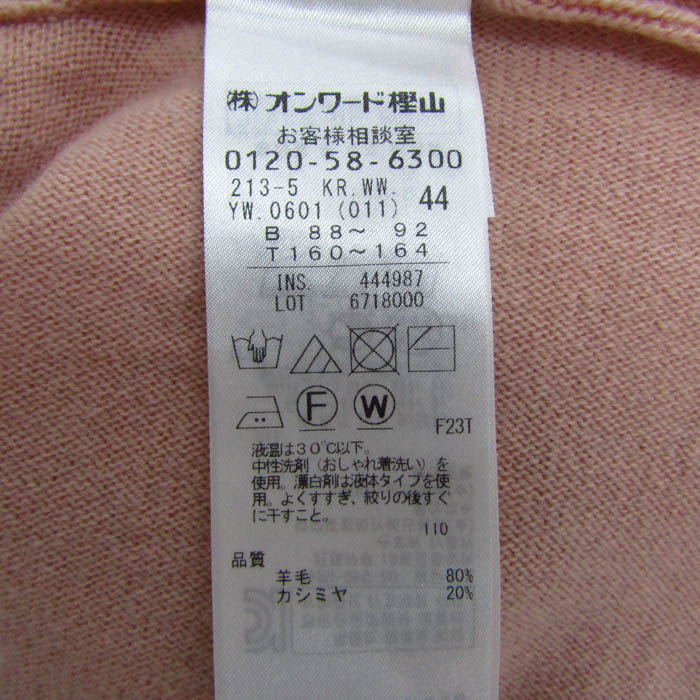 ㈱オンワード樫山
お客様相談室
0120-58-6300
213-5 KR.WW.
YW.0601 (011) 44
B 88～ 92
T 160～164
INS. 444987
LOT 6718000
F W
F23T
液温は30℃以下。
中性洗剤（おしゃれ着洗い）を
使用。漂白剤は液体タイプを使
用。よくすすぎ、絞りの後すぐ
に干すこと。
110
品質
羊毛 80%
カシミヤ 20%